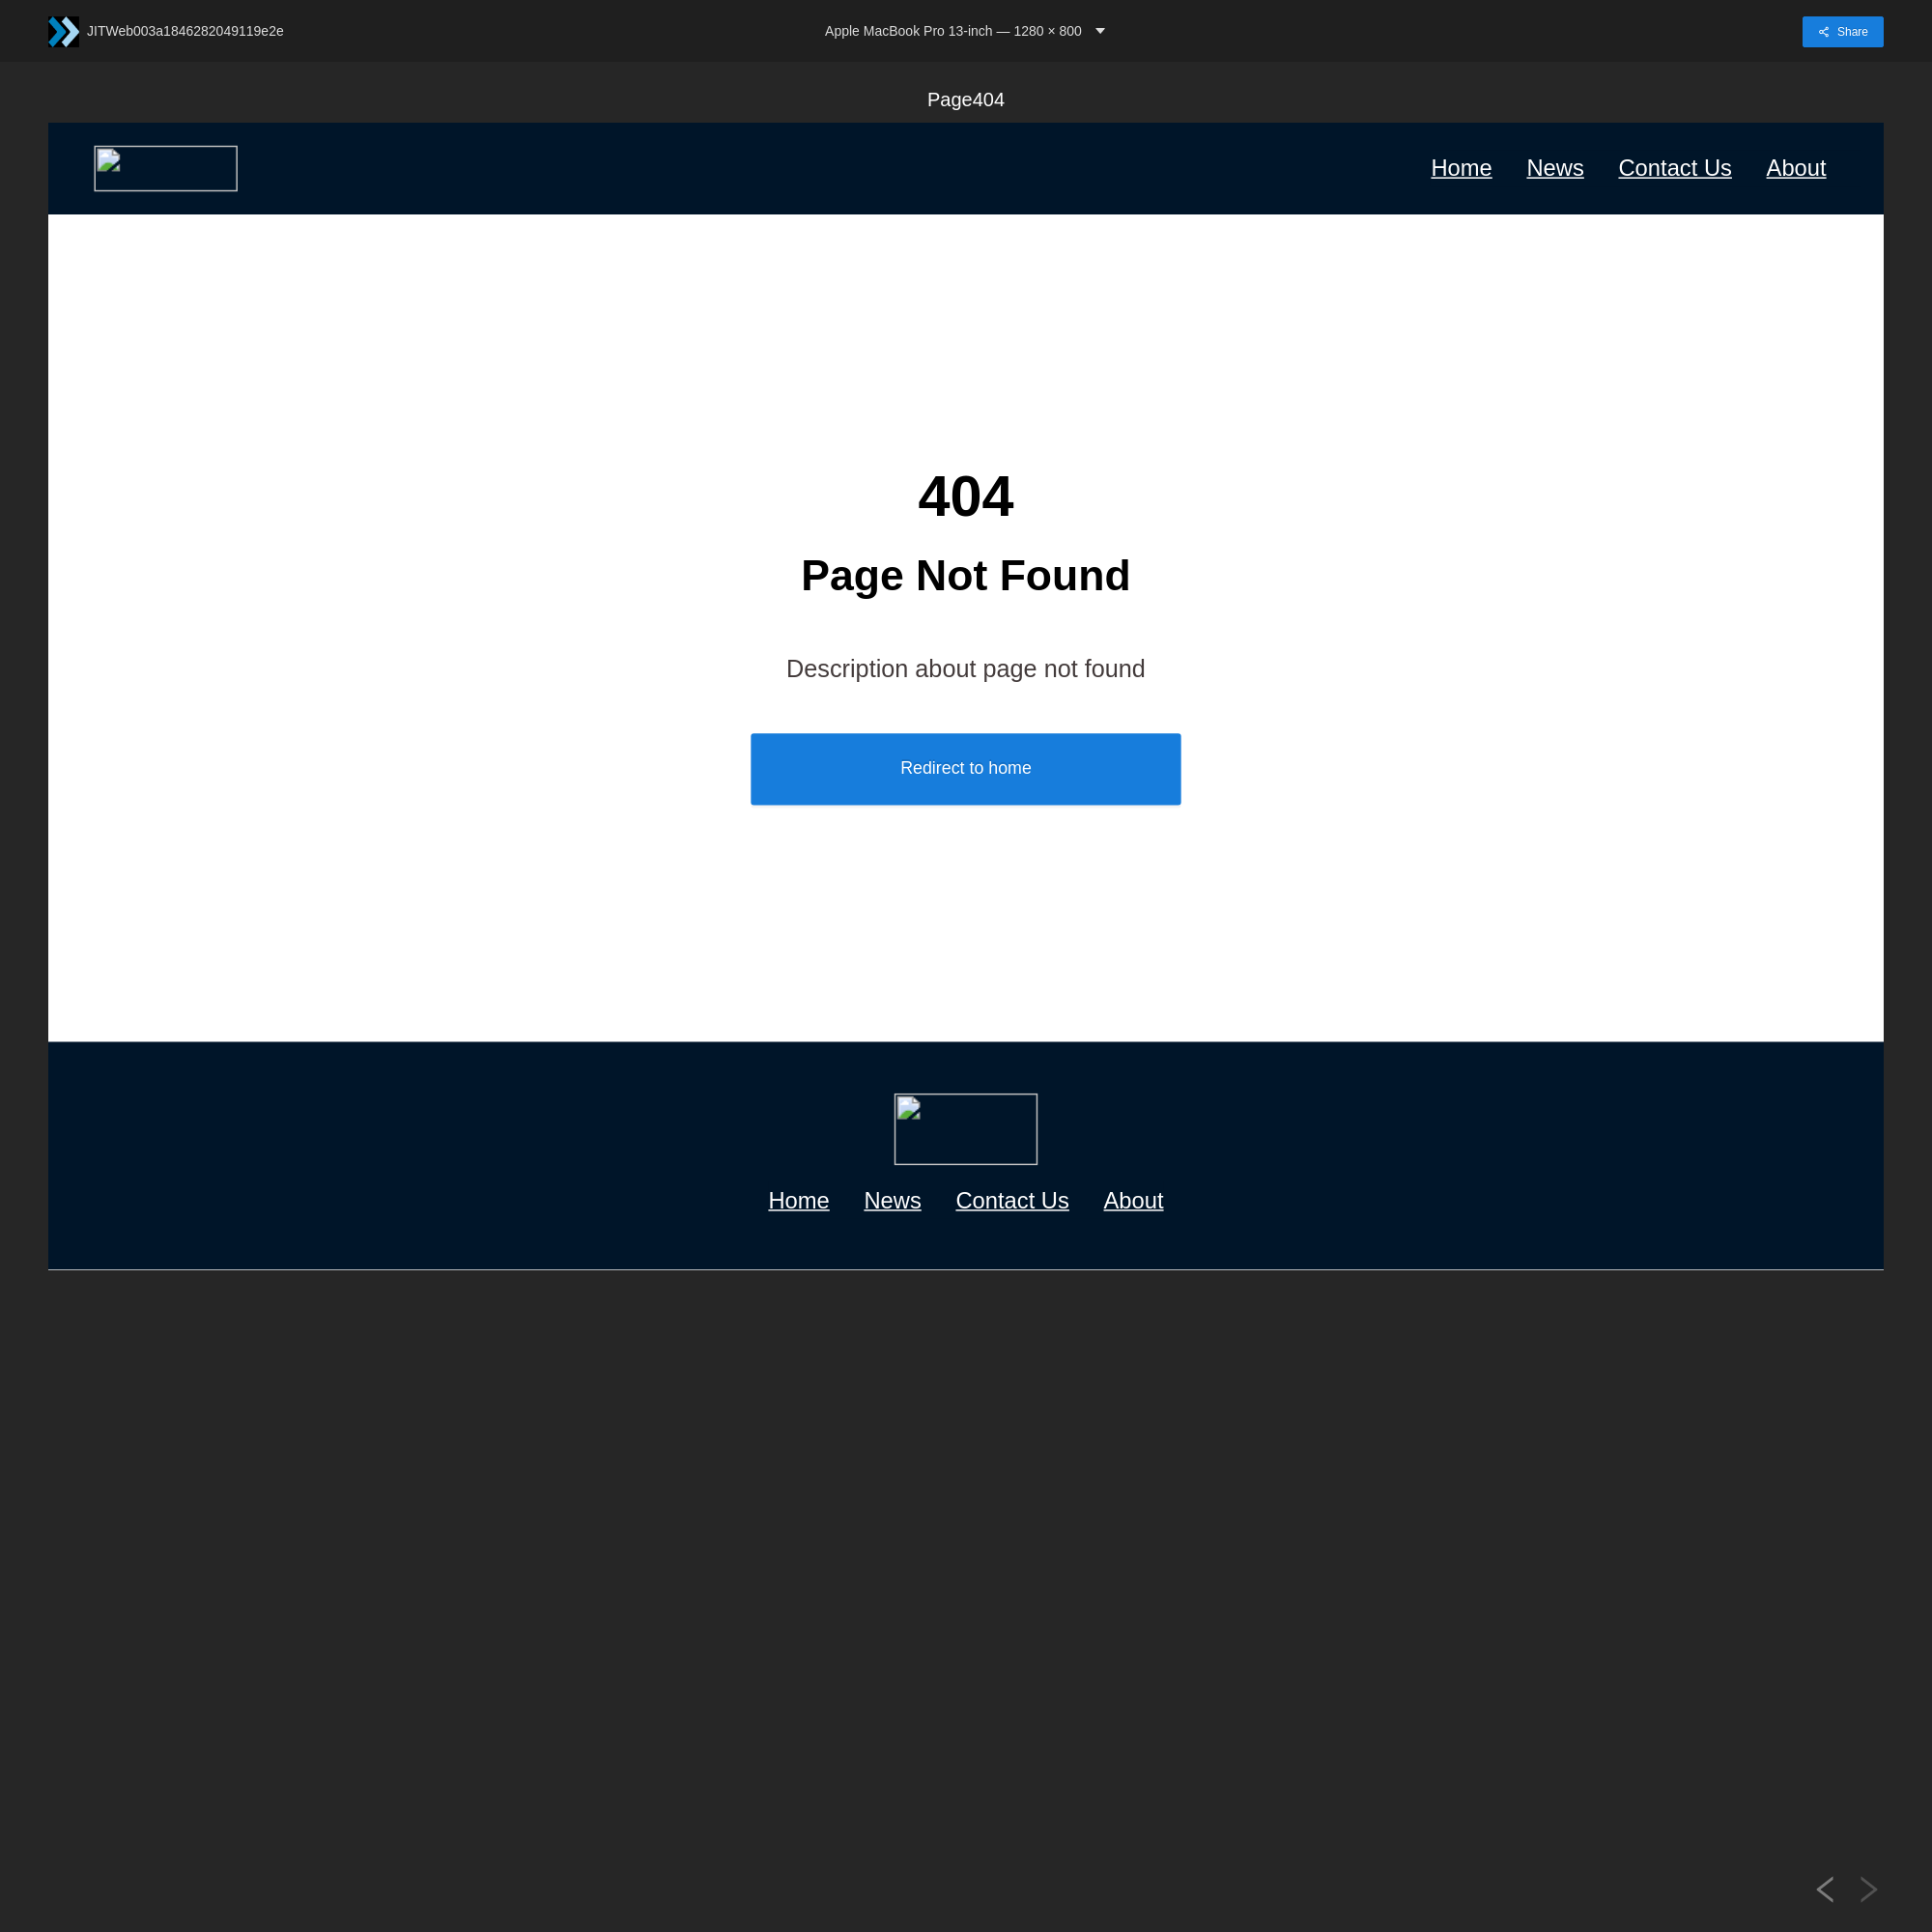 JITWeb003a1846282049119e2e
Apple MacBook Pro 13-inch — 1280 × 800
Share
Page404
Home News Contact Us About
404
Page Not Found
Description about page not found
Redirect to home
Home News Contact Us About